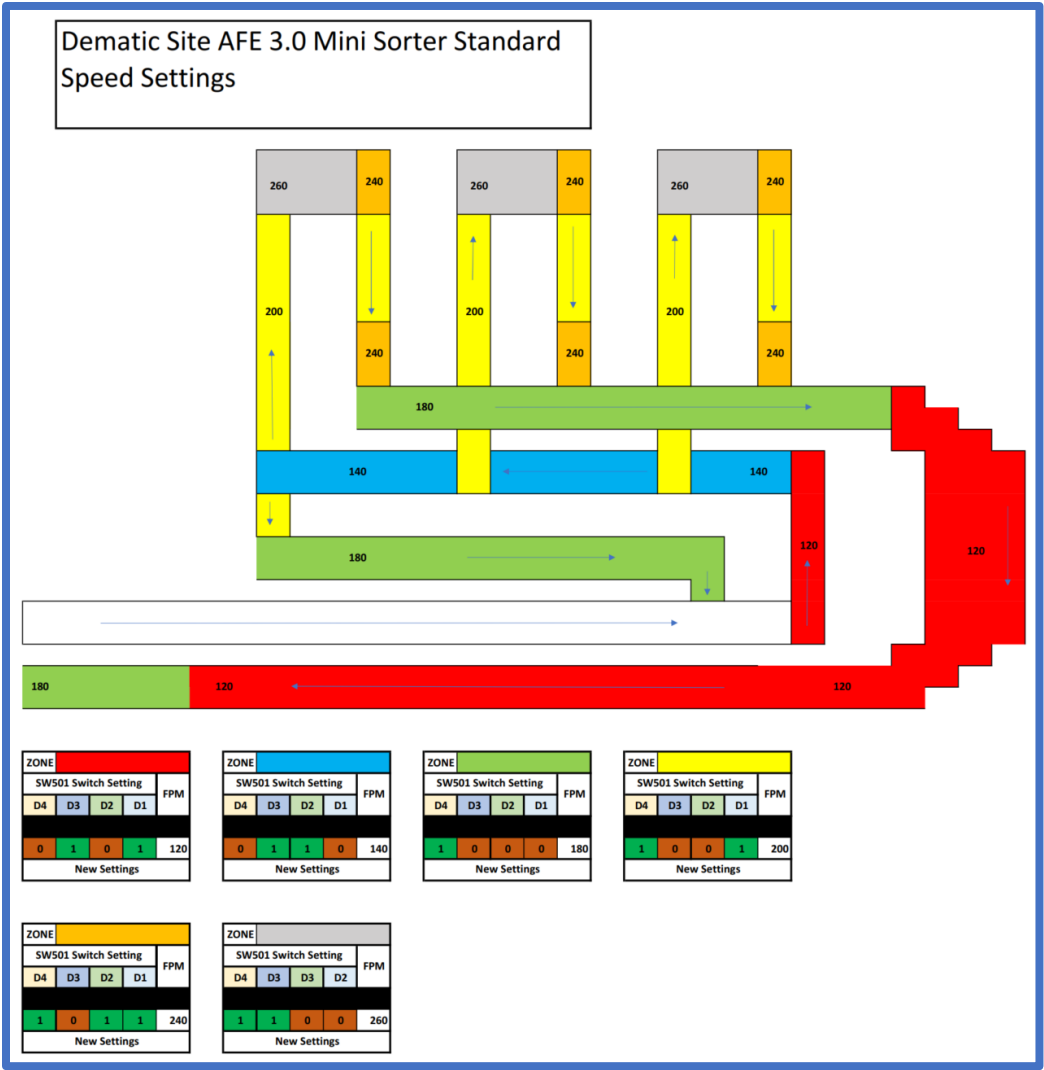 Dematic Site AFE 3.0 Mini Sorter Standard
Speed Settings
260 240 260 240 260 240
200 200 200
240 240 240
180
140 140
120 120
180
180 120 120
ZONE ZONE ZONE ZONE
SW501 Switch Setting FPM SW501 Switch Setting FPM SW501 Switch Setting FPM SW501 Switch Setting FPM
D4 D3 D2 D1 D4 D3 D2 D1 D4 D3 D2 D1 D4 D3 D2 D1
0 1 0 1 120 0 1 1 0 140 1 0 0 0 180 1 0 0 1 200
New Settings New Settings New Settings New Settings
ZONE ZONE
SW501 Switch Setting FPM SW501 Switch Setting FPM
D4 D3 D2 D1 D4 D3 D3 D2
1 0 1 1 240 1 1 0 0 260
New Settings New Settings